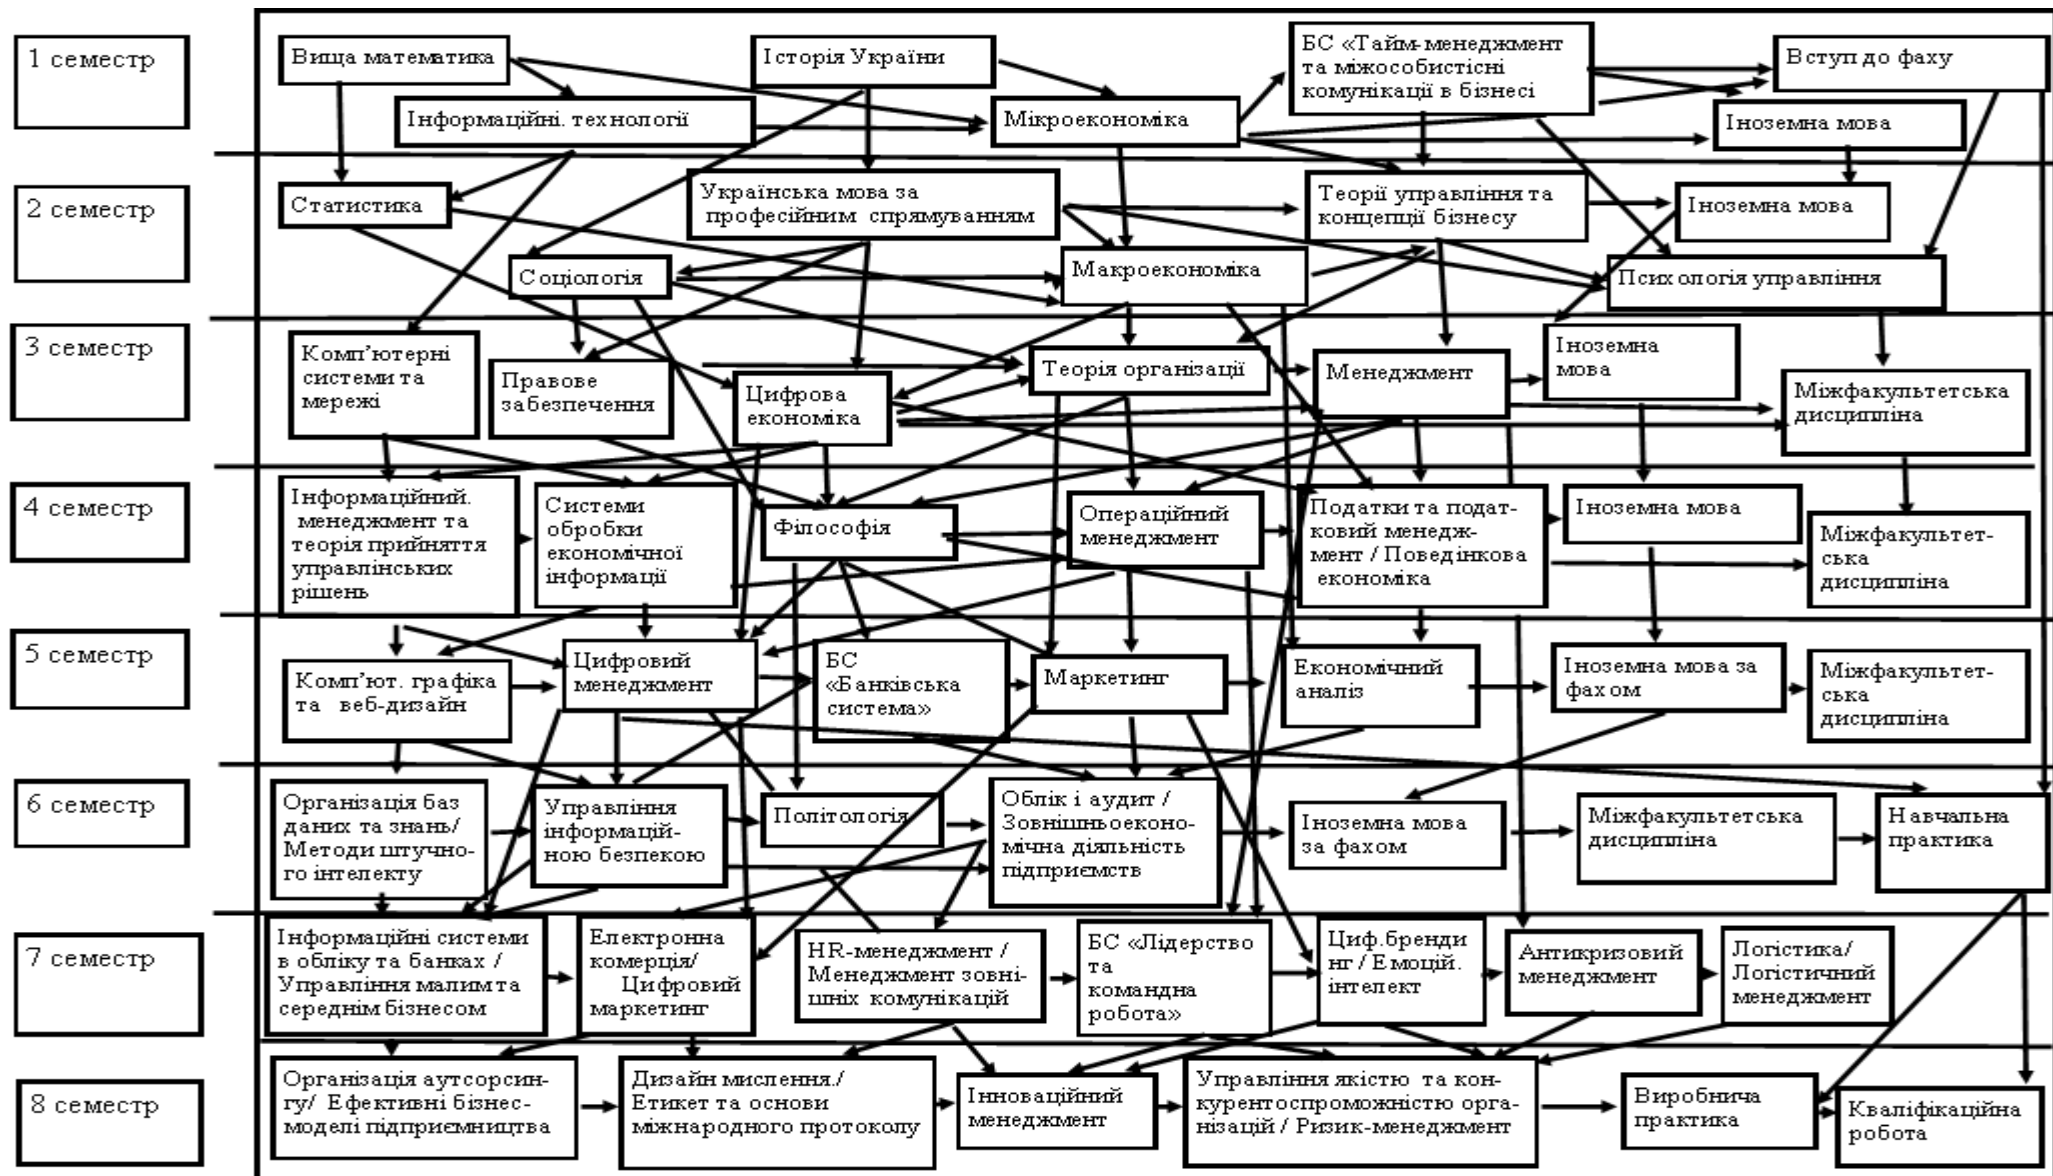 1 семестр
Вища математика
Історія України
БС «Тайм-менеджмент
та міжособистісні
комунікації в бізнесі
Вступ до фаху
Інформаційні. технології
Мікроекономіка
Іноземна мова
2 семестр
Статистика
Українська мова за
професійним спрямуванням
Теорії управління та
концепції бізнесу
Іноземна мова
Соціологія
Макроекономіка
Психологія управління
3 семестр
Комп'ютерні
системи та
мережі
Правове
забезпечення
Цифрова
економіка
Теорія організації
Менеджмент
Іноземна
мова
Міжфакультетська
дисципліна
4 семестр
Інформаційний.
менеджмент та
теорія прийняття
управлінських
рішень
Системи
обробки
економічної
інформації
Філософія
Операційний
менеджмент
Податки та подат-
ковий менедж-
мент / Поведінкова
економіка
Іноземна мова
Міжфакультет-
ська
дисципліна
5 семестр
Комп'ют. графіка
та веб-дизайн
Цифровий
менеджмент
БС
«Банківська
система»
Маркетинг
Економічний
аналіз
Іноземна мова за
фахом
Міжфакультет-
ська
дисципліна
6 семестр
Організація баз
даних та знань/
Методи штучно-
го інтелекту
Управління
інформацій-
ною безпекою
Політологія
Облік і аудит /
Зовнішньоеконо-
мічна діяльність
підприємств
Іноземна мова
за фахом
Міжфакультетська
дисципліна
Навчальна
практика
7 семестр
Інформаційні системи
в обліку та банках /
Управління малим та
середнім бізнесом
Електронна
комерція/
Цифровий
маркетинг
HR-менеджмент /
Менеджмент зовні-
шніх комунікацій
БС «Лідерство
та
командна
робота»
Циф.бренди
нг / Емоцій.
інтелект
Антикризовий
менеджмент
Логістика/
Логістичний
менеджмент
8 семестр
Організація аутсорсин-
гу/ Ефективні бізнес-
моделі підприємництва
Дизайн мислення./
Етикет та основи
міжнародного протоколу
Інноваційний
менеджмент
Управління якістю та кон-
курентоспроможністю орга-
нізацій / Ризик-менеджмент
Виробнича
практика
Кваліфікаційна
робота